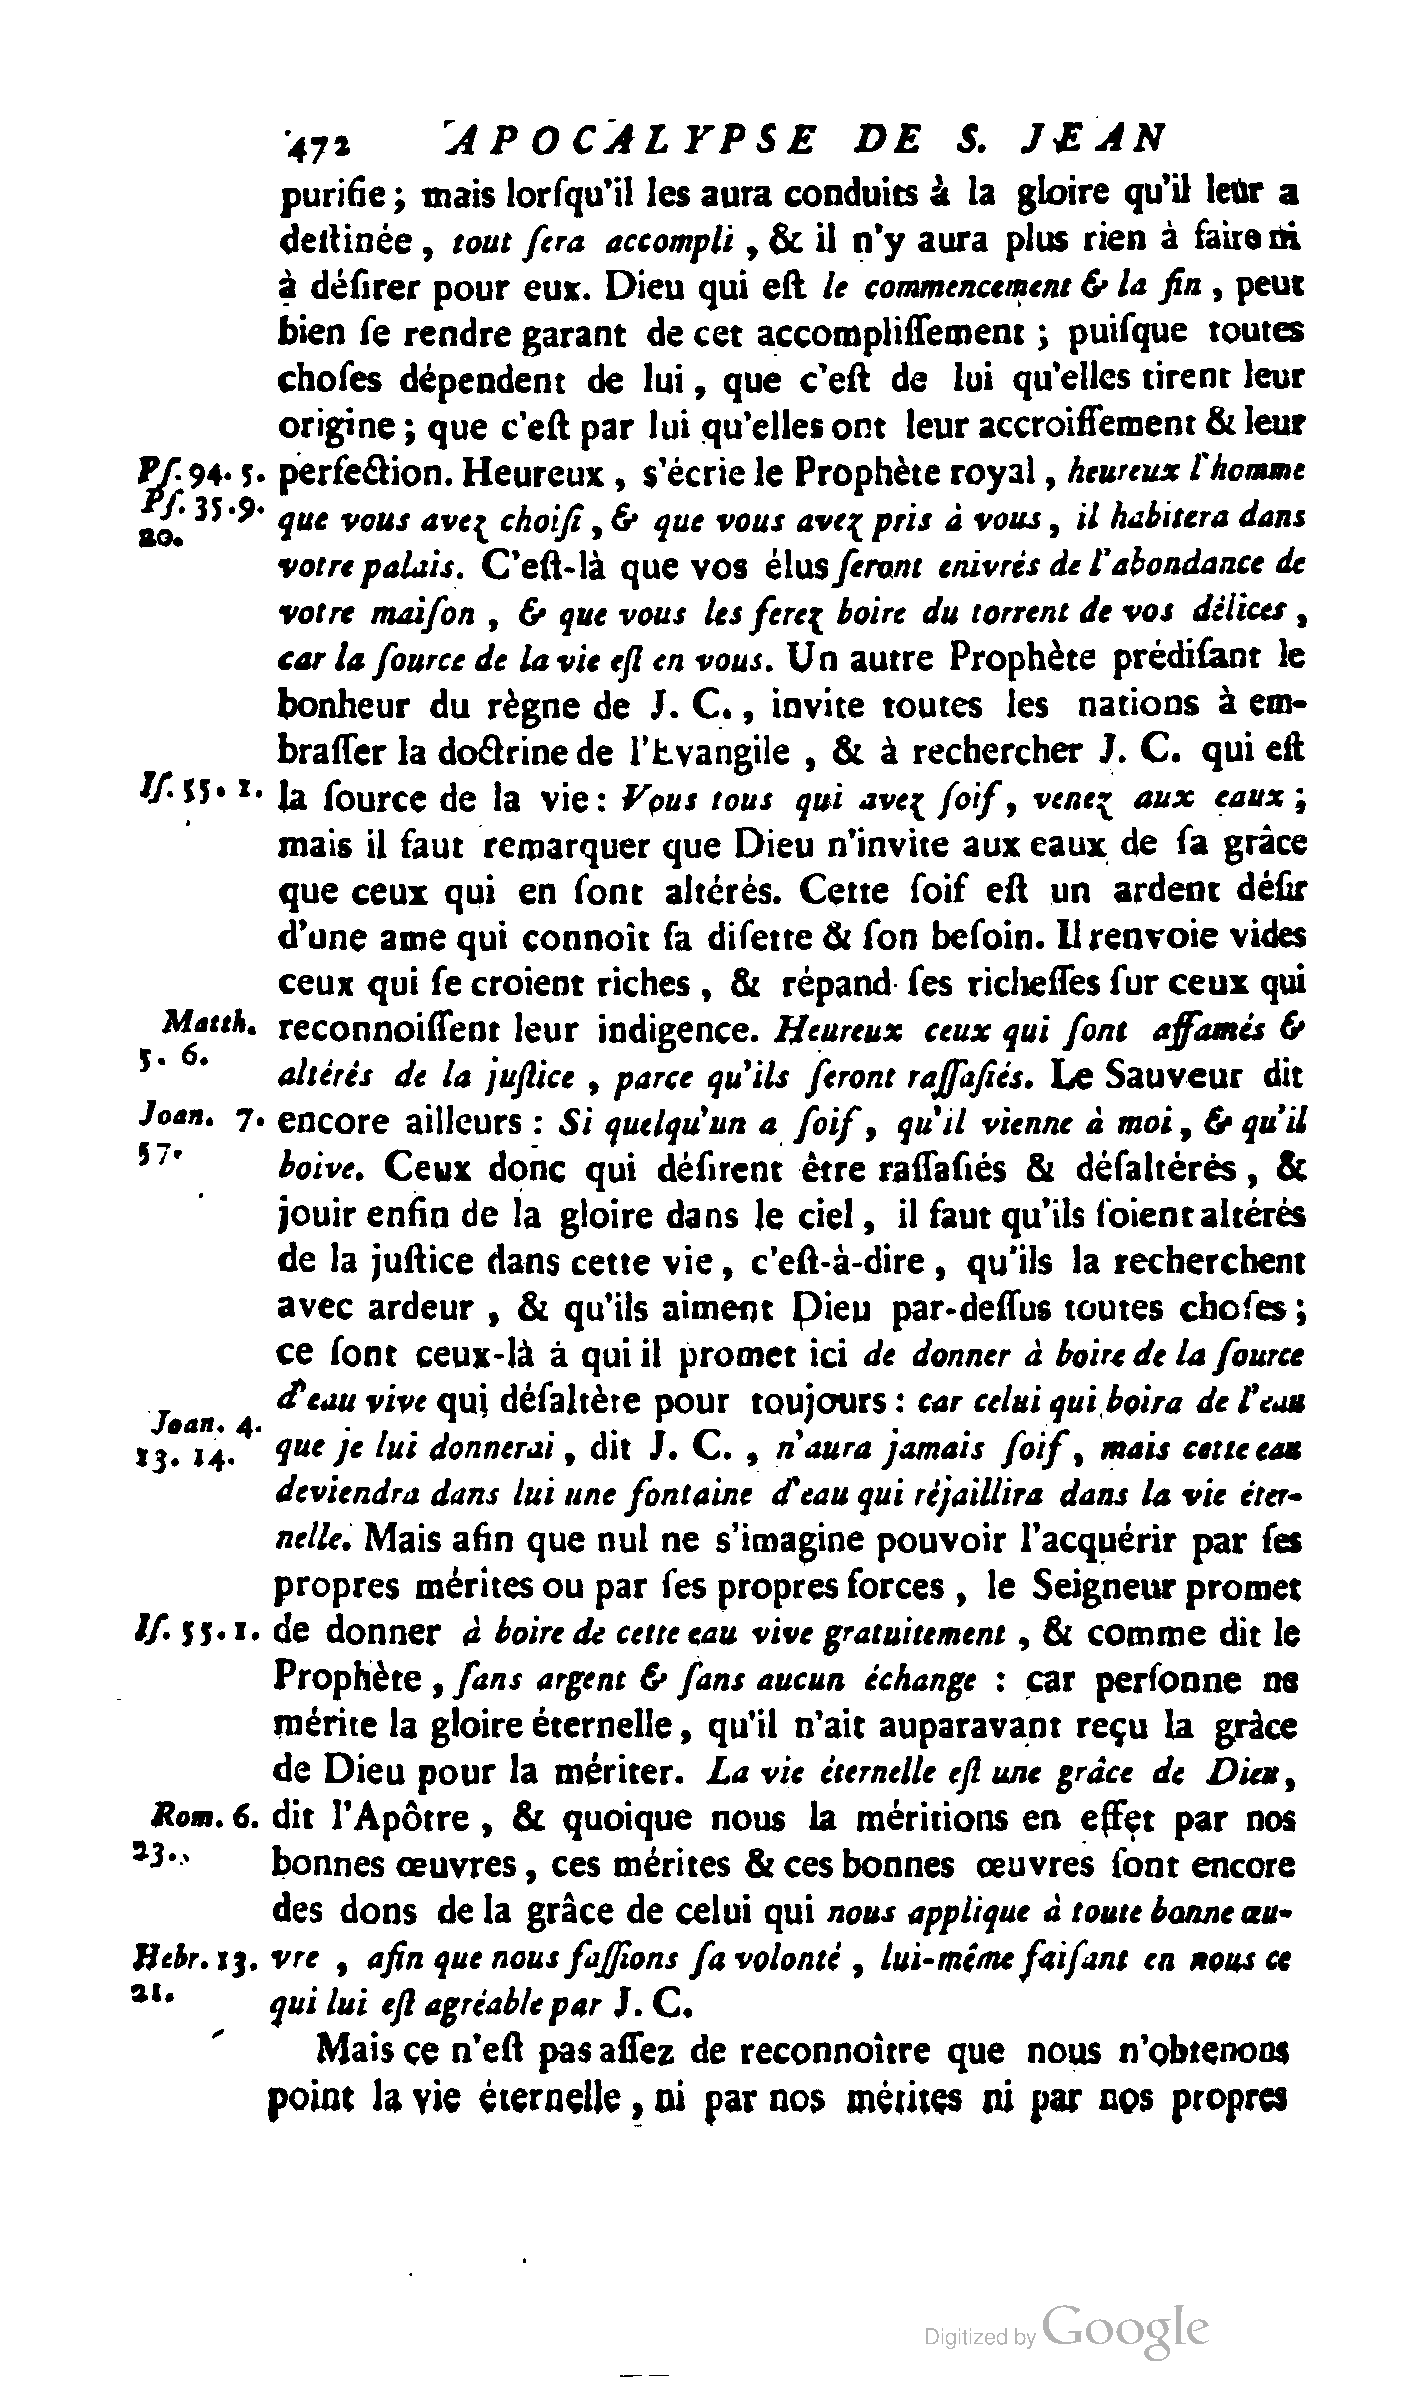 472 APOCALYPSE DE S. JEAN
purifie ; mais lorſqu'il les aura conduits à la gloire qu'il leur a
deſtinée , tout ſera accompli , & il n'y aura plus rien à faire ni
à déſirer pour eux. Dieu qui eſt le commencement & la fin , peut
bien ſe rendre garant de cet accompliſſement ; puiſque toutes
choſes dépendent de lui , que c'eſt de lui qu'elles tirent leur
origine ; que c'eſt par lui qu'elles ont leur accroiſſement & leur
Pſ. 94. 5. perfection. Heureux , s'écrie le Prophète royal , heureux l'homme
Pſ. 35.9. que vous avez choiſi , & que vous avez pris à vous , il habitera dans
20. votre palais. C'eſt-là que vos élus ſeront enivrés de l'abondance de
votre maiſon , & que vous les ferez boire du torrent de vos délices ,
car la ſource de la vie eſt en vous. Un autre Prophète prédiſant le
bonheur du règne de J. C. , invite toutes les nations à em-
braſſer la doctrine de l'Evangile , & à rechercher J. C. qui eſt
Iſ. 55. 1. la ſource de la vie : Vous tous qui avez ſoif , venez aux eaux ;
mais il faut remarquer que Dieu n'invite aux eaux de ſa grâce
que ceux qui en ſont altérés. Cette ſoif eſt un ardent déſir
d'une ame qui connoît ſa diſette & ſon beſoin. Il renvoie vides
ceux qui ſe croient riches , & répand ſes richeſſes ſur ceux qui
Matth. reconnoiſſent leur indigence. Heureux ceux qui ſont affamés &
5. 6. altérés de la juſtice , parce qu'ils ſeront raſſaſiés. Le Sauveur dit
Joan. 7. encore ailleurs : Si quelqu'un a ſoif , qu'il vienne à moi , & qu'il
57. boive. Ceux donc qui déſirent être raſſaſiés & déſaltérés , &
jouir enfin de la gloire dans le ciel , il faut qu'ils ſoient altérés
de la juſtice dans cette vie , c'eſt-à-dire , qu'ils la recherchent
avec ardeur , & qu'ils aiment Dieu par-deſſus toutes choſes ;
ce ſont ceux-là à qui il promet ici de donner à boire de la ſource
d'eau vive qui déſaltère pour toujours : car celui qui boira de l'eau
Joan. 4.
13. 14. que je lui donnerai , dit J. C. , n'aura jamais ſoif , mais cette eau
deviendra dans lui une fontaine d'eau qui réjaillira dans la vie éter-
nelle. Mais afin que nul ne s'imagine pouvoir l'acquérir par ſes
propres mérites ou par ſes propres forces , le Seigneur promet
Iſ. 55. 1. de donner à boire de cette eau vive gratuitement , & comme dit le
Prophète , ſans argent & ſans aucun échange : car perſonne ne
mérite la gloire éternelle , qu'il n'ait auparavant reçu la grâce
de Dieu pour la mériter. La vie éternelle eſt une grâce de Dieu ,
Rom. 6. dit l'Apôtre , & quoique nous la méritions en effet par nos
23. bonnes œuvres , ces mérites & ces bonnes œuvres ſont encore
des dons de la grâce de celui qui nous applique à toute bonne œu-
Hebr. 13. vre , afin que nous faſſions ſa volonté , lui-même faiſant en nous ce
21. qui lui eſt agréable par J. C.
Mais ce n'eſt pas aſſez de reconnoître que nous n'obtenons
point la vie éternelle , ni par nos mérites ni par nos propres
Digitized by Google